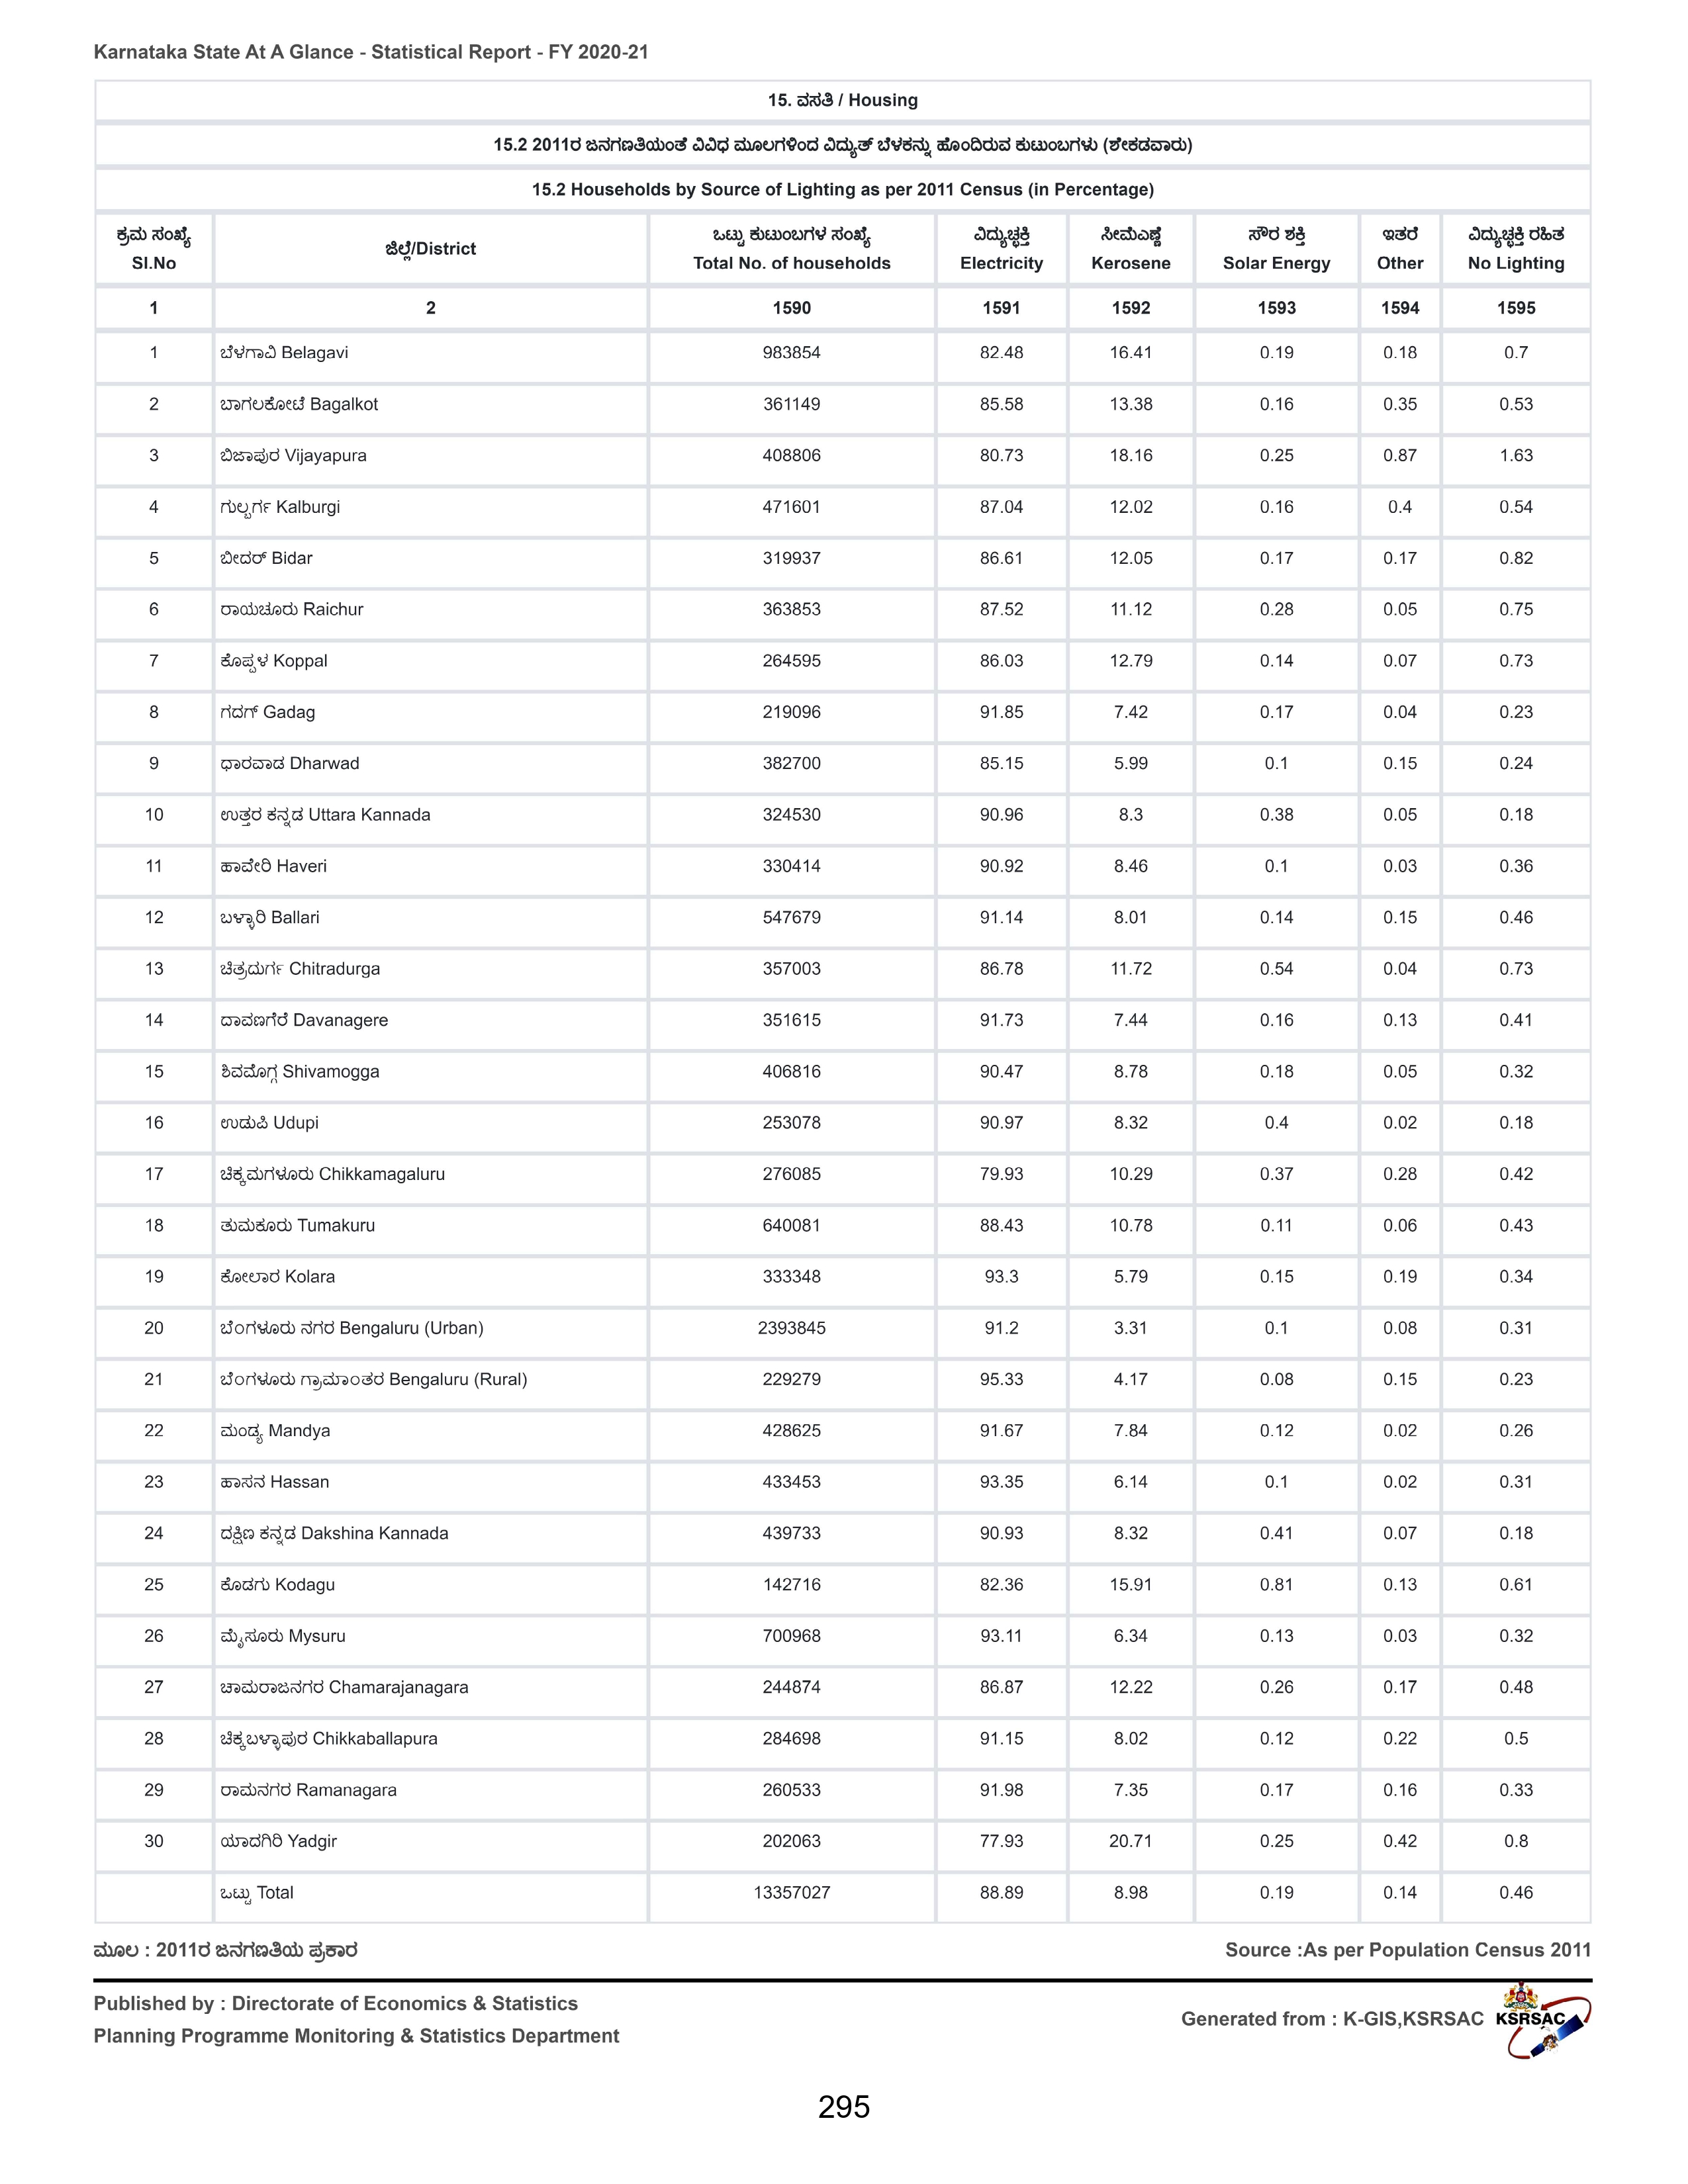 Karnataka State At A Glance - Statistical Report - FY 2020-21
15. ವಸತಿ / Housing
15.2 2011ರ ಜನಗಣತಿಯಂತೆ ವಿವಿಧ ಮೂಲಗಳಿಂದ ವಿದ್ಯುತ್ ಬೆಳಕನ್ನು ಹೊಂದಿರುವ ಕುಟುಂಬಗಳು (ಶೇಕಡವಾರು)
15.2 Households by Source of Lighting as per 2011 Census (in Percentage)
ಕ್ರಮ ಸಂಖ್ಯೆ Sl.No ಜಿಲ್ಲೆ/District ಒಟ್ಟು ಕುಟುಂಬಗಳ ಸಂಖ್ಯೆ Total No. of households ವಿದ್ಯುಚ್ಛಕ್ತಿ Electricity ಸೀಮೆಎಣ್ಣೆ Kerosene ಸೌರ ಶಕ್ತಿ Solar Energy ಇತರೆ Other ವಿದ್ಯುಚ್ಛಕ್ತಿ ರಹಿತ No Lighting
1 2 1590 1591 1592 1593 1594 1595
1 ಬೆಳಗಾವಿ Belagavi 983854 82.48 16.41 0.19 0.18 0.7
2 ಬಾಗಲಕೋಟೆ Bagalkot 361149 85.58 13.38 0.16 0.35 0.53
3 ಬಿಜಾಪುರ Vijayapura 408806 80.73 18.16 0.25 0.87 1.63
4 ಗುಲ್ಬರ್ಗ Kalburgi 471601 87.04 12.02 0.16 0.4 0.54
5 ಬೀದರ್ Bidar 319937 86.61 12.05 0.17 0.17 0.82
6 ರಾಯಚೂರು Raichur 363853 87.52 11.12 0.28 0.05 0.75
7 ಕೊಪ್ಪಳ Koppal 264595 86.03 12.79 0.14 0.07 0.73
8 ಗದಗ್ Gadag 219096 91.85 7.42 0.17 0.04 0.23
9 ಧಾರವಾಡ Dharwad 382700 85.15 5.99 0.1 0.15 0.24
10 ಉತ್ತರ ಕನ್ನಡ Uttara Kannada 324530 90.96 8.3 0.38 0.05 0.18
11 ಹಾವೇರಿ Haveri 330414 90.92 8.46 0.1 0.03 0.36
12 ಬಳ್ಳಾರಿ Ballari 547679 91.14 8.01 0.14 0.15 0.46
13 ಚಿತ್ರದುರ್ಗ Chitradurga 357003 86.78 11.72 0.54 0.04 0.73
14 ದಾವಣಗೆರೆ Davanagere 351615 91.73 7.44 0.16 0.13 0.41
15 ಶಿವಮೊಗ್ಗ Shivamogga 406816 90.47 8.78 0.18 0.05 0.32
16 ಉಡುಪಿ Udupi 253078 90.97 8.32 0.4 0.02 0.18
17 ಚಿಕ್ಕಮಗಳೂರು Chikkamagaluru 276085 79.93 10.29 0.37 0.28 0.42
18 ತುಮಕೂರು Tumakuru 640081 88.43 10.78 0.11 0.06 0.43
19 ಕೋಲಾರ Kolara 333348 93.3 5.79 0.15 0.19 0.34
20 ಬೆಂಗಳೂರು ನಗರ Bengaluru (Urban) 2393845 91.2 3.31 0.1 0.08 0.31
21 ಬೆಂಗಳೂರು ಗ್ರಾಮಾಂತರ Bengaluru (Rural) 229279 95.33 4.17 0.08 0.15 0.23
22 ಮಂಡ್ಯ Mandya 428625 91.67 7.84 0.12 0.02 0.26
23 ಹಾಸನ Hassan 433453 93.35 6.14 0.1 0.02 0.31
24 ದಕ್ಷಿಣ ಕನ್ನಡ Dakshina Kannada 439733 90.93 8.32 0.41 0.07 0.18
25 ಕೊಡಗು Kodagu 142716 82.36 15.91 0.81 0.13 0.61
26 ಮೈಸೂರು Mysuru 700968 93.11 6.34 0.13 0.03 0.32
27 ಚಾಮರಾಜನಗರ Chamarajanagara 244874 86.87 12.22 0.26 0.17 0.48
28 ಚಿಕ್ಕಬಳ್ಳಾಪುರ Chikkaballapura 284698 91.15 8.02 0.12 0.22 0.5
29 ರಾಮನಗರ Ramanagara 260533 91.98 7.35 0.17 0.16 0.33
30 ಯಾದಗಿರಿ Yadgir 202063 77.93 20.71 0.25 0.42 0.8
ಒಟ್ಟು Total 13357027 88.89 8.98 0.19 0.14 0.46
ಮೂಲ : 2011ರ ಜನಗಣತಿಯ ಪ್ರಕಾರ Source :As per Population Census 2011
Published by : Directorate of Economics & Statistics
Planning Programme Monitoring & Statistics Department
Generated from : K-GIS,KSRSAC KSRSAC
295